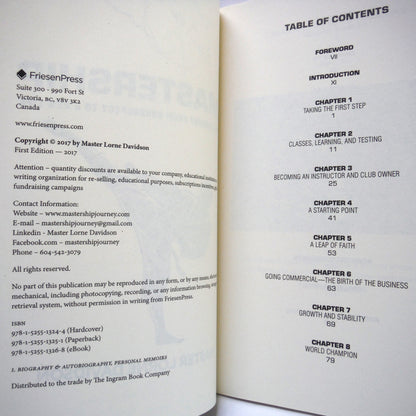 FriesenPress
Suite 300 - 990 Fort St
Victoria, BC, V8V 3K2
Canada
www.friesenpress.com
Copyright © 2017 by Master Lorne Davidson
First Edition — 2017
Attention – quantity discounts are available to your company, educational
writing organization for re-selling, educational purposes, subscriptions
fundraising campaigns
Contact Information:
Website – www.mastershipjourney.com
E-mail – mastershipjourney@gmail.com
Linkedin - Master Lorne Davidson
Facebook.com – mastershipjourney
Phone – 604-542-3079
All rights reserved.
No part of this publication may be reproduced in any form, or by any means,
mechanical, including photocopying, recording, or any information browsing,
retrieval system, without permission in writing from FriesenPress.
ISBN
978-1-5255-1324-4 (Hardcover)
978-1-5255-1325-1 (Paperback)
978-1-5255-1326-8 (eBook)
1. BIOGRAPHY & AUTOBIOGRAPHY, PERSONAL MEMOIRS
Distributed to the trade by The Ingram Book Company
TABLE OF CONTENTS
FOREWORD
VII
INTRODUCTION
XI
CHAPTER 1
TAKING THE FIRST STEP
1
CHAPTER 2
CLASSES, LEARNING, AND TESTING
11
CHAPTER 3
BECOMING AN INSTRUCTOR AND CLUB OWNER
25
CHAPTER 4
A STARTING POINT
41
CHAPTER 5
A LEAP OF FAITH
53
CHAPTER 6
GOING COMMERCIAL—THE BIRTH OF THE BUSINESS
63
CHAPTER 7
GROWTH AND STABILITY
69
CHAPTER 8
WORLD CHAMPION
79